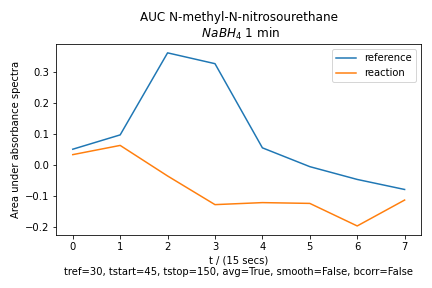 AUC N-methyl-N-nitrosourethane
NaBH₄ 1 min
reference
reaction
Area under absorbance spectra
0.3
0.2
0.1
0.0
−0.1
−0.2
0 1 2 3 4 5 6 7
t / (15 secs)
tref=30, tstart=45, tstop=150, avg=True, smooth=False, bcorr=False